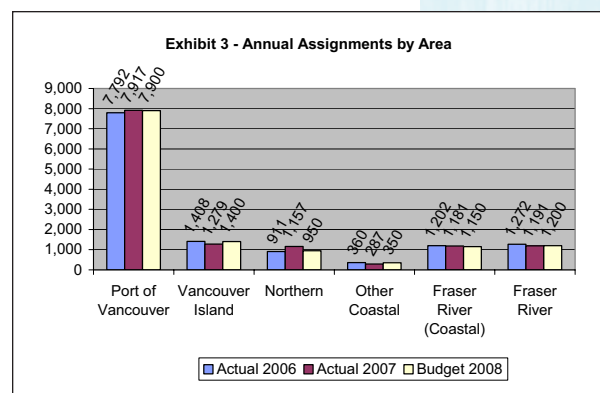 Exhibit 3 - Annual Assignments by Area
9,000
8,000
7,000
6,000
5,000
4,000
3,000
2,000
1,000
0
7,792
7,917
7,900
1,408
1,279
1,400
911
1,157
950
360
287
350
1,202
1,181
1,150
1,272
1,191
1,200
Port of
Vancouver
Vancouver
Island
Northern
Other
Coastal
Fraser
River
(Coastal)
Fraser
River
Actual 2006 Actual 2007 Budget 2008